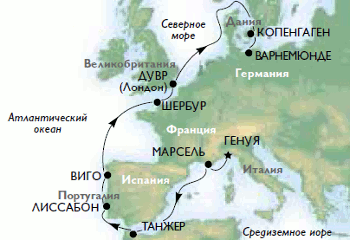 Северное
море
Дания
КОПЕНГАГЕН
ВАРНЕМЮНДЕ
Великобритания
Германия
ДУВР
(Лондон)
ШЕРБУР
Атлантический
океан
Франция
ГЕНУЯ
МАРСЕЛЬ
Италия
ВИГО
Испания
Португалия
ЛИССАБОН
ТАНЖЕР
Средиземное море